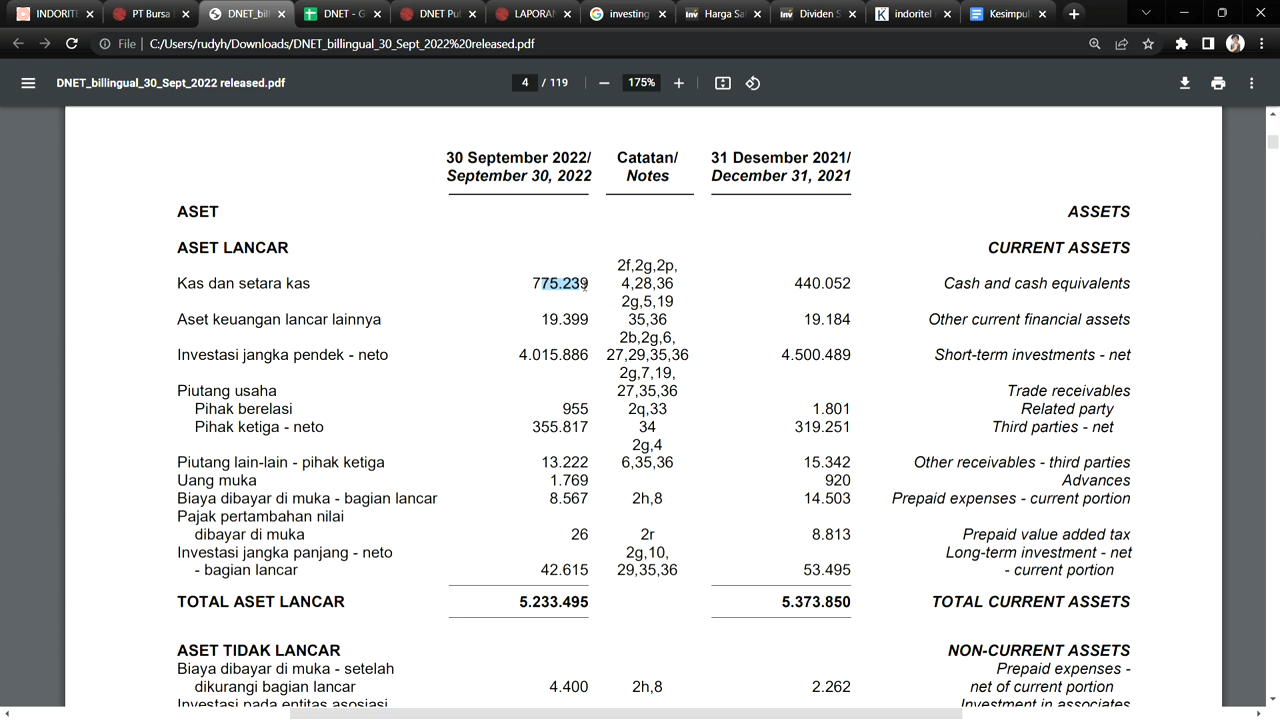 INDORITE
PT Bursa
DNET_bil
DNET - G
DNET Pu
LAPORAN
investing
Harga Sa
Dividen S
indoritel
Kesimpul
File C:/Users/rudyh/Downloads/DNET_billingual_30_Sept_2022%20released.pdf
DNET_billingual_30_Sept_2022 released.pdf 4 / 119 175%
30 September 2022/ Catatan/ 31 Desember 2021/
September 30, 2022 Notes December 31, 2021
ASET ASSETS
ASET LANCAR CURRENT ASSETS
2f,2g,2p,
Kas dan setara kas 775.239 4,28,36 440.052 Cash and cash equivalents
2g,5,19
Aset keuangan lancar lainnya 19.399 35,36 19.184 Other current financial assets
2b,2g,6,
Investasi jangka pendek - neto 4.015.886 27,29,35,36 4.500.489 Short-term investments - net
2g,7,19,
Piutang usaha 27,35,36 Trade receivables
Pihak berelasi 955 2q,33 1.801 Related party
Pihak ketiga - neto 355.817 34 319.251 Third parties - net
2g,4
Piutang lain-lain - pihak ketiga 13.222 6,35,36 15.342 Other receivables - third parties
Uang muka 1.769 920 Advances
Biaya dibayar di muka - bagian lancar 8.567 2h,8 14.503 Prepaid expenses - current portion
Pajak pertambahan nilai
dibayar di muka 26 2r 8.813 Prepaid value added tax
Investasi jangka panjang - neto 2g,10, Long-term investment - net
- bagian lancar 42.615 29,35,36 53.495 - current portion
TOTAL ASET LANCAR 5.233.495 5.373.850 TOTAL CURRENT ASSETS
ASET TIDAK LANCAR NON-CURRENT ASSETS
Biaya dibayar di muka - setelah Prepaid expenses -
dikurangi bagian lancar 4.400 2h,8 2.262 net of current portion
Investasi pada entitas asosiasi Investment in associates